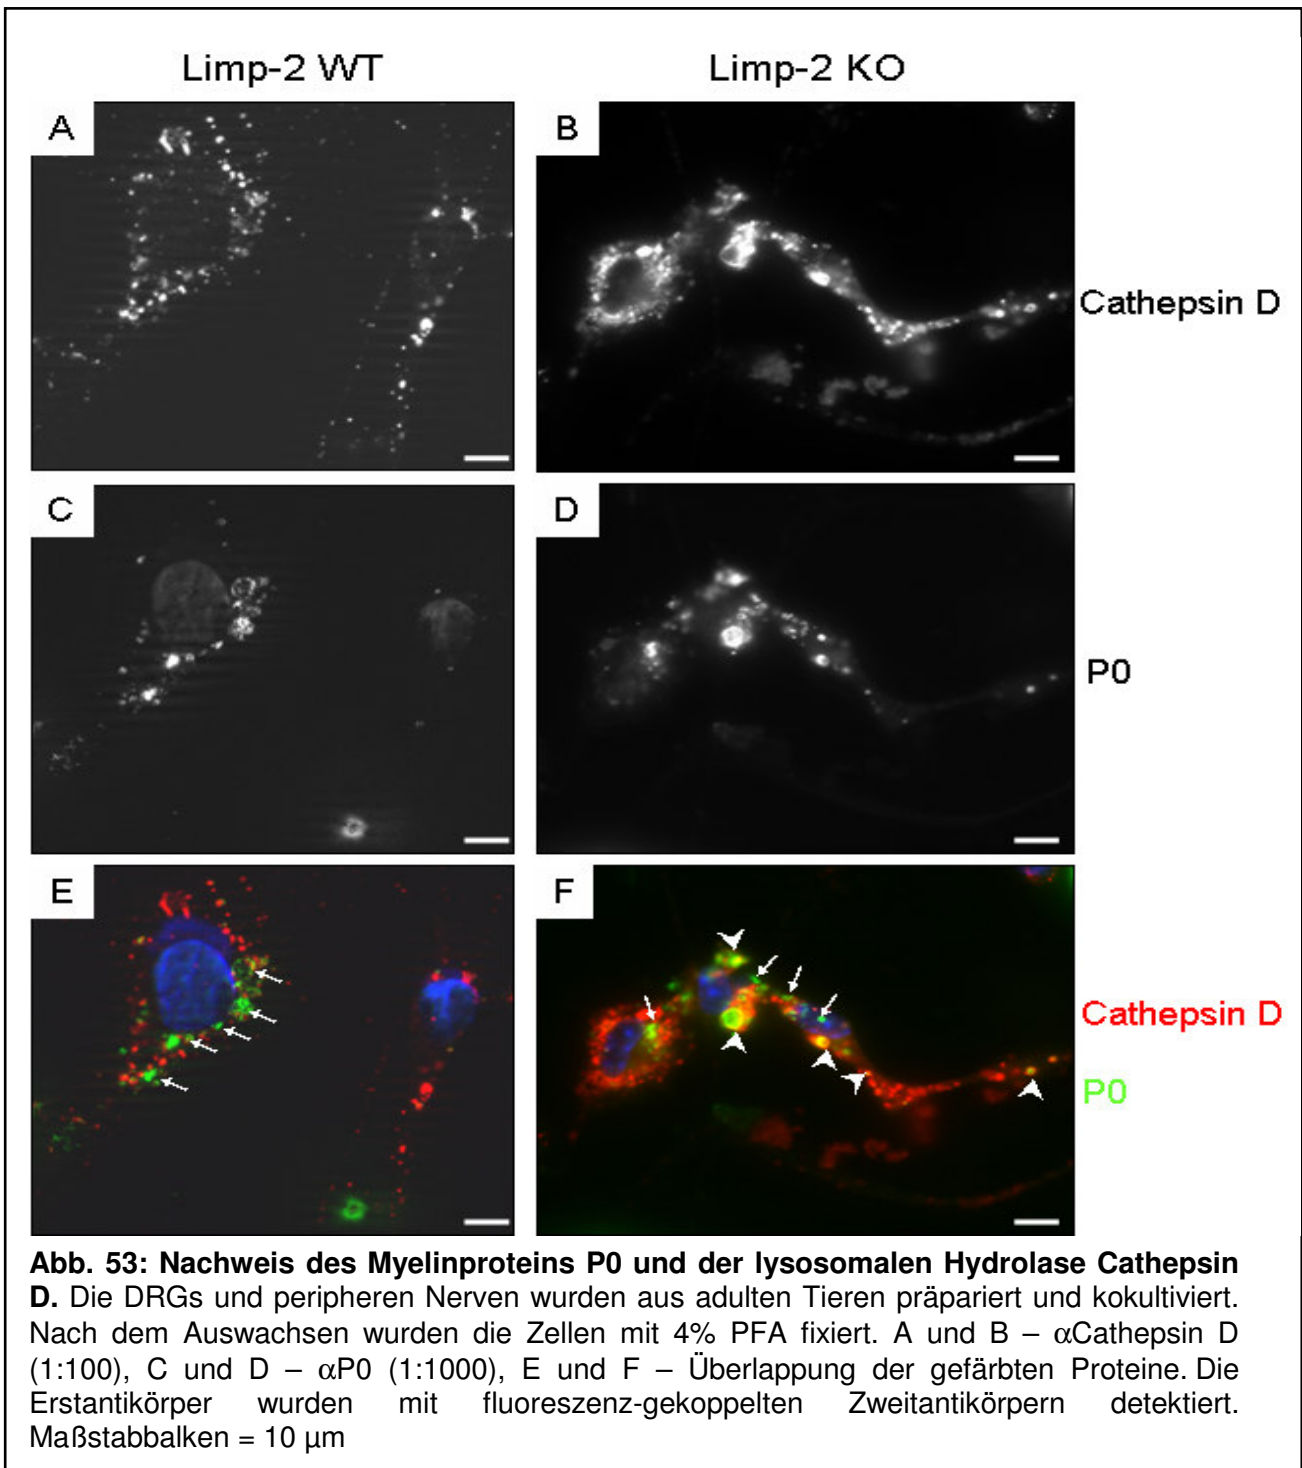 Limp-2 WT
Limp-2 KO
A
B
Cathepsin D
C
D
P0
E
F
Cathepsin D
P0
Abb. 53: Nachweis des Myelinproteins P0 und der lysosomalen Hydrolase Cathepsin
D. Die DRGs und peripheren Nerven wurden aus adulten Tieren präpariert und kokultiviert.
Nach dem Auswachsen wurden die Zellen mit 4% PFA fixiert. A und B – αCathepsin D
(1:100), C und D – αP0 (1:1000), E und F – Überlappung der gefärbten Proteine. Die
Erstantikörper wurden mit fluoreszenz-gekoppelten Zweitantikörpern detektiert.
Maßstabbalken = 10 µm